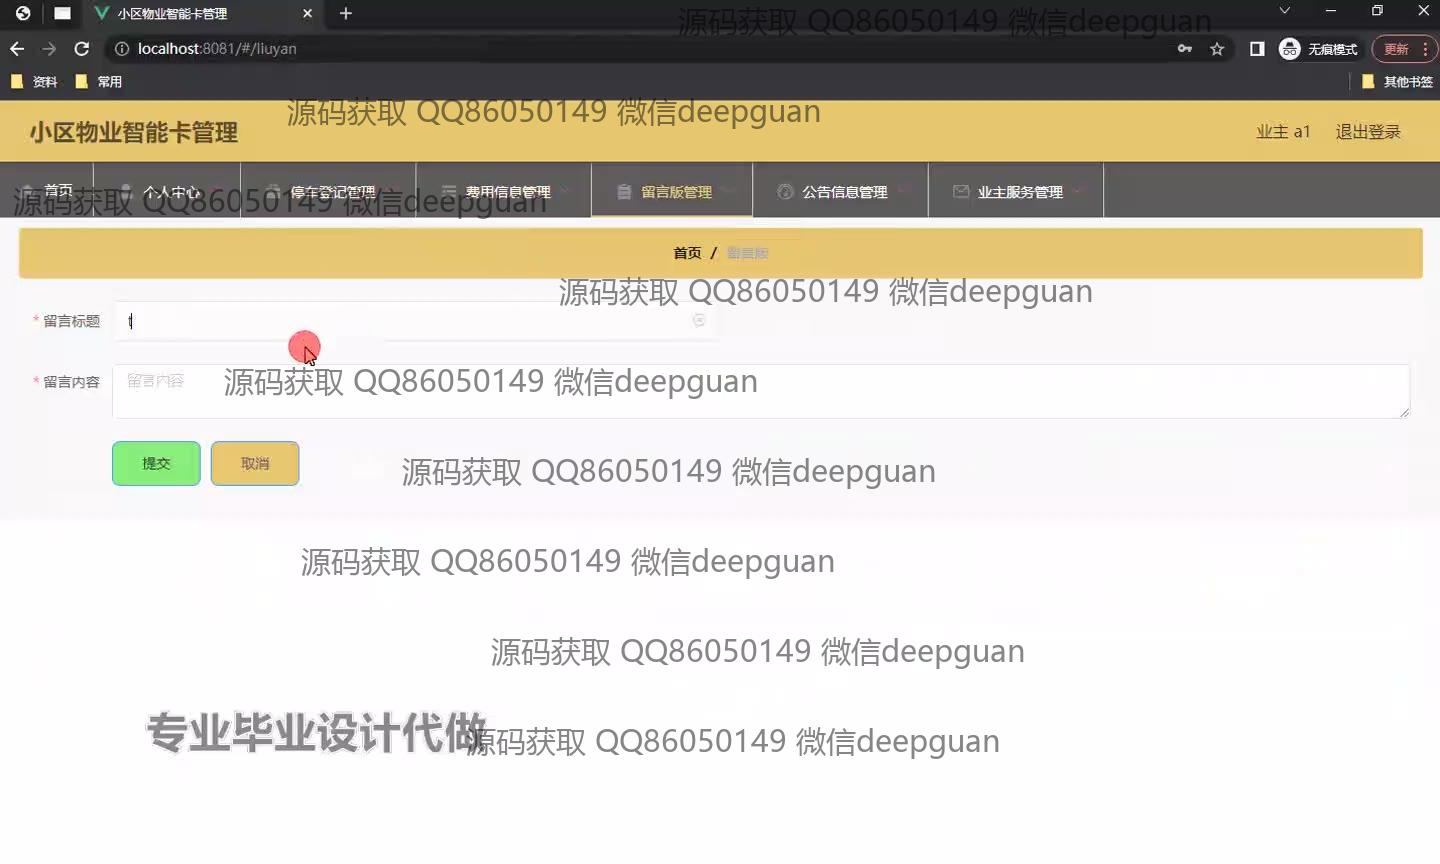 小区物业智能卡管理
源码获取 QQ86050149 微信deepguan
localhost:8081/#/liuyan
无痕模式
更新
资料
常用
其他书签
源码获取 QQ86050149 微信deepguan
小区物业智能卡管理
业主 a1
退出登录
首页
个人中心
停车登记管理
费用信息管理
留言版管理
公告信息管理
业主服务管理
源码获取 QQ86050149 微信deepguan
首页 / 留言版
源码获取 QQ86050149 微信deepguan
* 留言标题
* 留言内容
留言内容
源码获取 QQ86050149 微信deepguan
提交
取消
源码获取 QQ86050149 微信deepguan
源码获取 QQ86050149 微信deepguan
源码获取 QQ86050149 微信deepguan
专业毕业设计代做
源码获取 QQ86050149 微信deepguan